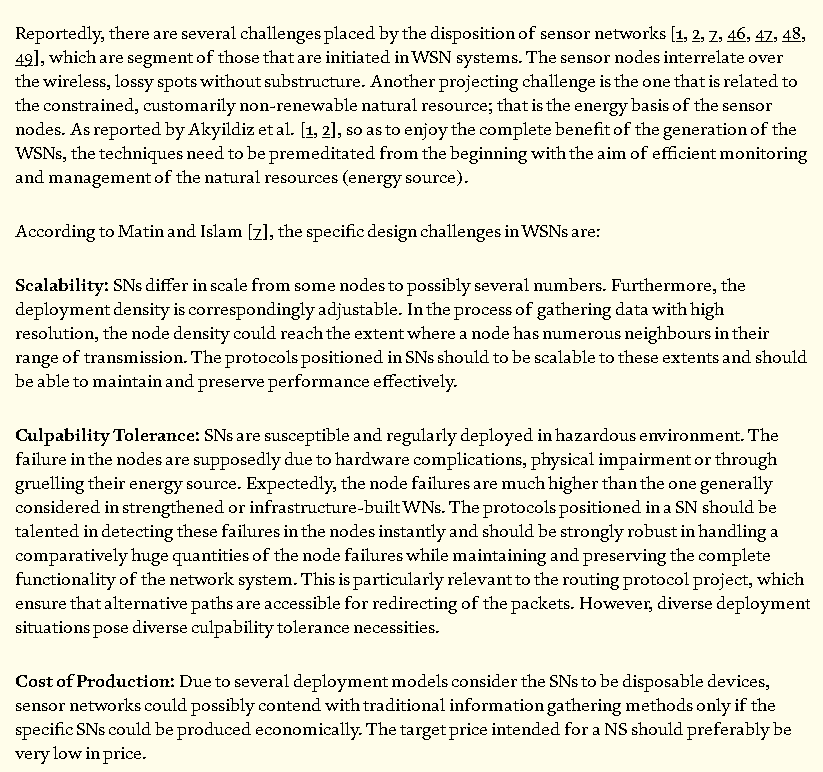 Reportedly, there are several challenges placed by the disposition of sensor networks [1, 2, 7, 46, 47, 48,
49], which are segment of those that are initiated in WSN systems. The sensor nodes interrelate over
the wireless, lossy spots without substructure. Another projecting challenge is the one that is related to
the constrained, customarily non-renewable natural resource; that is the energy basis of the sensor
nodes. As reported by Akyildiz et al. [1, 2], so as to enjoy the complete benefit of the generation of the
WSNs, the techniques need to be premeditated from the beginning with the aim of efficient monitoring
and management of the natural resources (energy source).
According to Matin and Islam [7], the specific design challenges in WSNs are:
Scalability: SNs differ in scale from some nodes to possibly several numbers. Furthermore, the
deployment density is correspondingly adjustable. In the process of gathering data with high
resolution, the node density could reach the extent where a node has numerous neighbours in their
range of transmission. The protocols positioned in SNs should to be scalable to these extents and should
be able to maintain and preserve performance effectively.
Culpability Tolerance: SNs are susceptible and regularly deployed in hazardous environment. The
failure in the nodes are supposedly due to hardware complications, physical impairment or through
gruelling their energy source. Expectedly, the node failures are much higher than the one generally
considered in strengthened or infrastructure-built WNs. The protocols positioned in a SN should be
talented in detecting these failures in the nodes instantly and should be strongly robust in handling a
comparatively huge quantities of the node failures while maintaining and preserving the complete
functionality of the network system. This is particularly relevant to the routing protocol project, which
ensure that alternative paths are accessible for redirecting of the packets. However, diverse deployment
situations pose diverse culpability tolerance necessities.
Cost of Production: Due to several deployment models consider the SNs to be disposable devices,
sensor networks could possibly contend with traditional information gathering methods only if the
specific SNs could be produced economically. The target price intended for a NS should preferably be
very low in price.